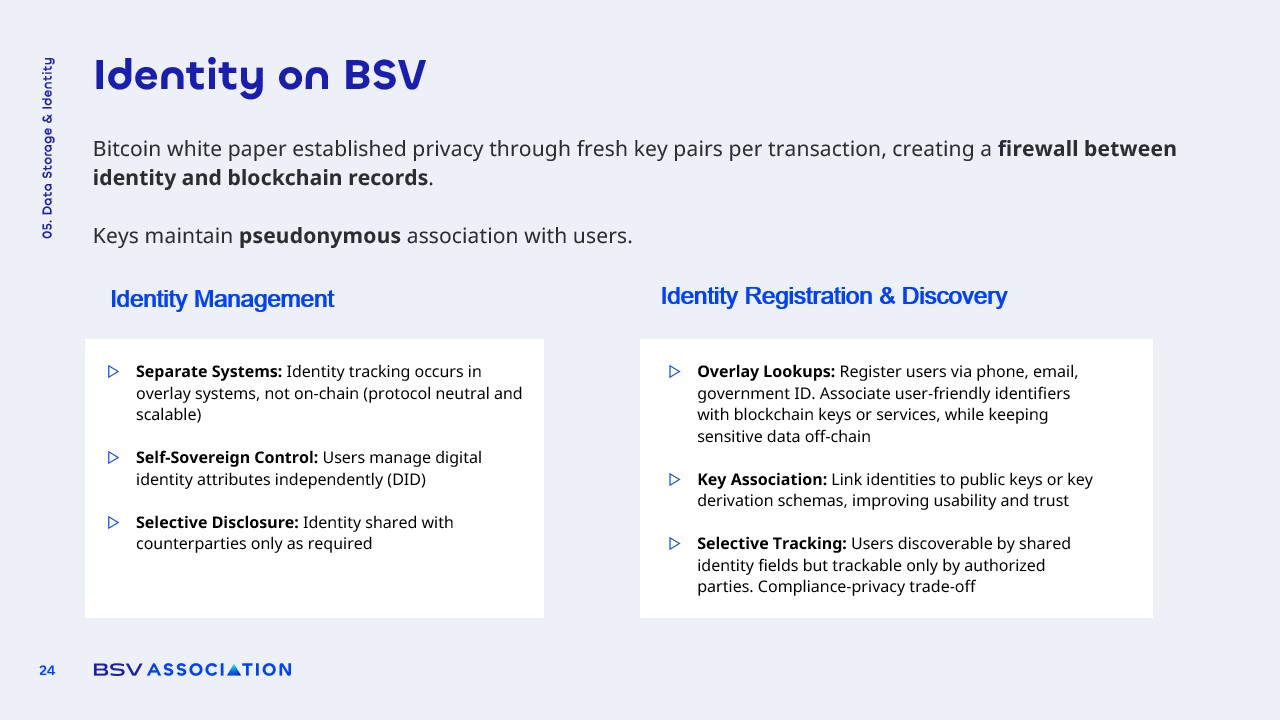 05. Data Storage & Identity
Identity on BSV
Bitcoin white paper established privacy through fresh key pairs per transaction, creating a firewall between
identity and blockchain records.
Keys maintain pseudonymous association with users.
Identity Management
Separate Systems: Identity tracking occurs in
overlay systems, not on-chain (protocol neutral and
scalable)
Self-Sovereign Control: Users manage digital
identity attributes independently (DID)
Selective Disclosure: Identity shared with
counterparties only as required
Identity Registration & Discovery
Overlay Lookups: Register users via phone, email,
government ID. Associate user-friendly identifiers
with blockchain keys or services, while keeping
sensitive data off-chain
Key Association: Link identities to public keys or key
derivation schemas, improving usability and trust
Selective Tracking: Users discoverable by shared
identity fields but trackable only by authorized
parties. Compliance-privacy trade-off
24
BSV ASSOCIATION